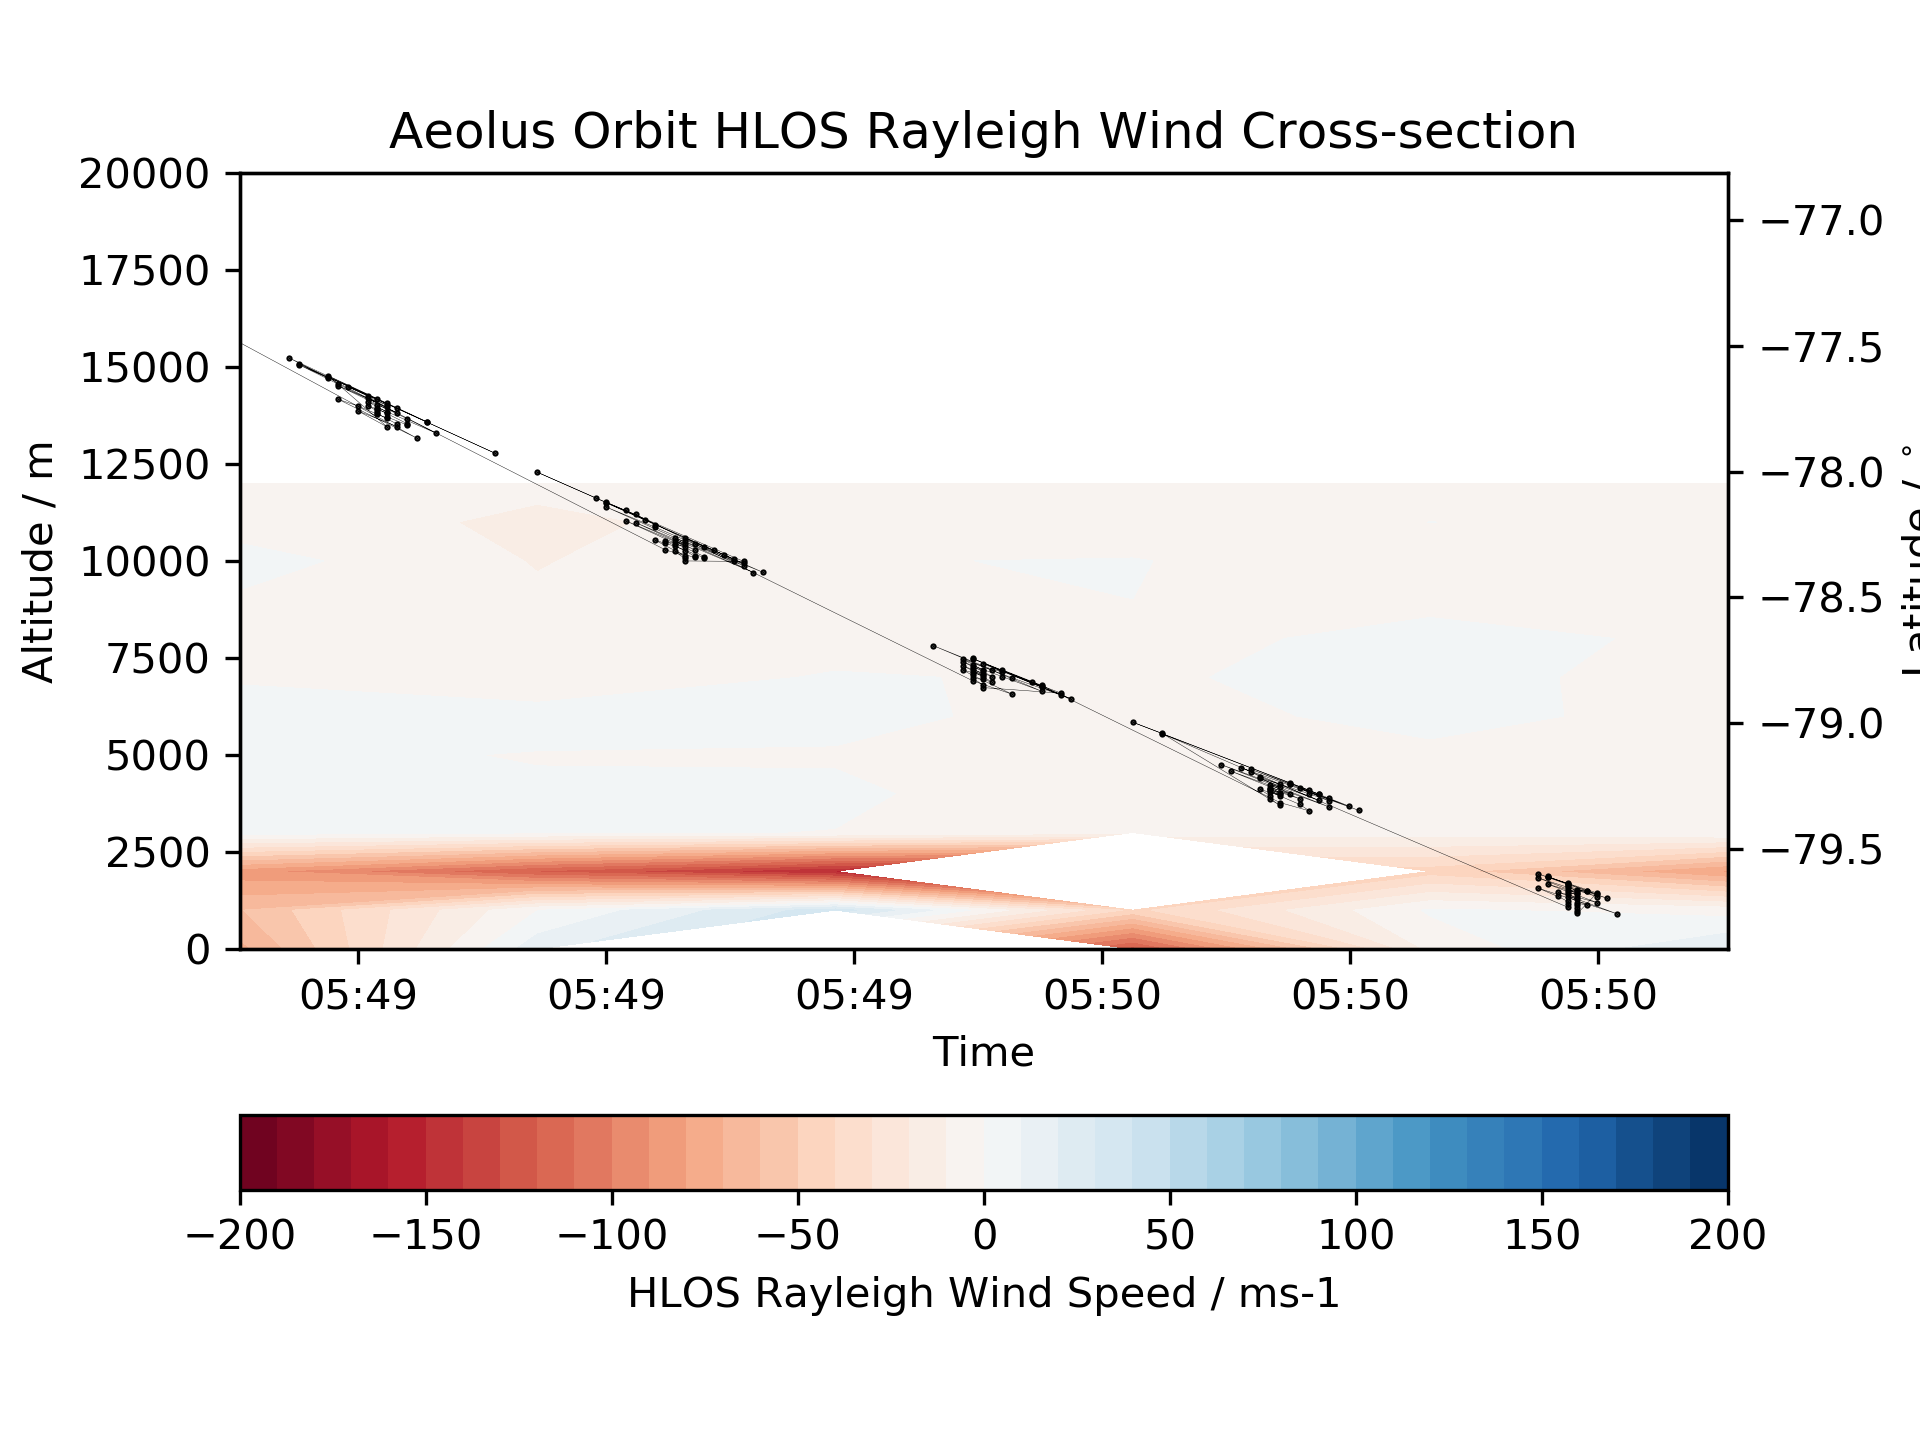 Aeolus Orbit HLOS Rayleigh Wind Cross-section
20000
17500
15000
12500
10000
7500
5000
2500
0
Altitude / m
−77.0
−77.5
−78.0
−78.5
−79.0
−79.5
Latitude / °
05:49 05:49 05:49 05:50 05:50 05:50
Time
−200 −150 −100 −50 0 50 100 150 200
HLOS Rayleigh Wind Speed / ms-1